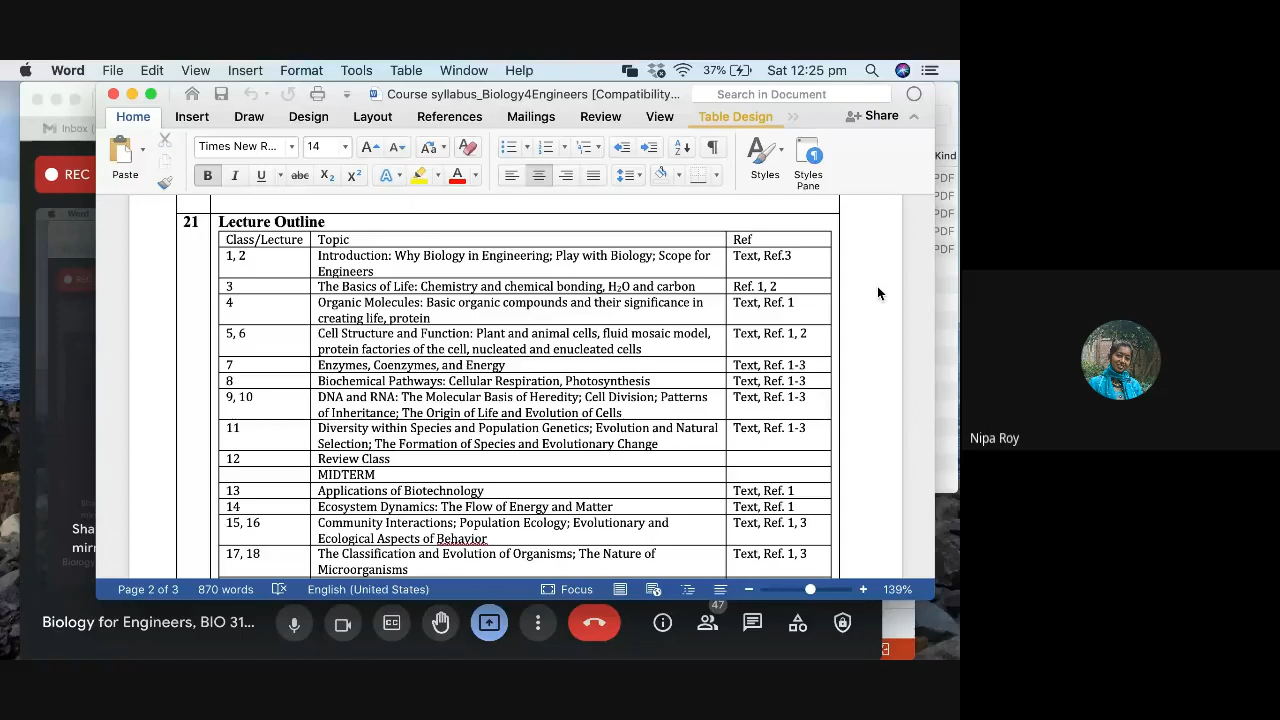 Word File Edit View Insert Format Tools Table Window Help 37% Sat 12:25 pm
Course syllabus_Biology4Engineers [Compatibility... Search in Document
Home Insert Draw Design Layout References Mailings Review View Table Design Share
Inbox
Kind
Times New R... 14
Paste
Styles
Styles Pane
B I U abc X2 X2
REC
PDF
PDF
PDF
PDF
PDF
Word
21 Lecture Outline
Class/Lecture Topic Ref
1, 2 Introduction: Why Biology in Engineering; Play with Biology; Scope for Text, Ref.3
Engineers
3 The Basics of Life: Chemistry and chemical bonding, H₂O and carbon Ref. 1, 2
4 Organic Molecules: Basic organic compounds and their significance in Text, Ref. 1
creating life, protein
5, 6 Cell Structure and Function: Plant and animal cells, fluid mosaic model, Text, Ref. 1, 2
protein factories of the cell, nucleated and enucleated cells
7 Enzymes, Coenzymes, and Energy Text, Ref. 1-3
8 Biochemical Pathways: Cellular Respiration, Photosynthesis Text, Ref. 1-3
9, 10 DNA and RNA: The Molecular Basis of Heredity; Cell Division; Patterns Text, Ref. 1-3
of Inheritance; The Origin of Life and Evolution of Cells
11 Diversity within Species and Population Genetics; Evolution and Natural Text, Ref. 1-3
Selection; The Formation of Species and Evolutionary Change
12 Review Class
MIDTERM
13 Applications of Biotechnology Text, Ref. 1
14 Ecosystem Dynamics: The Flow of Energy and Matter Text, Ref. 1
15, 16 Community Interactions; Population Ecology; Evolutionary and Text, Ref. 1, 3
Ecological Aspects of Behavior
17, 18 The Classification and Evolution of Organisms; The Nature of Text, Ref. 1, 3
Microorganisms
Nipa Roy
Sha
mirr
Page 2 of 3 870 words English (United States) Focus 139%
47
Biology for Engineers, BIO 31...